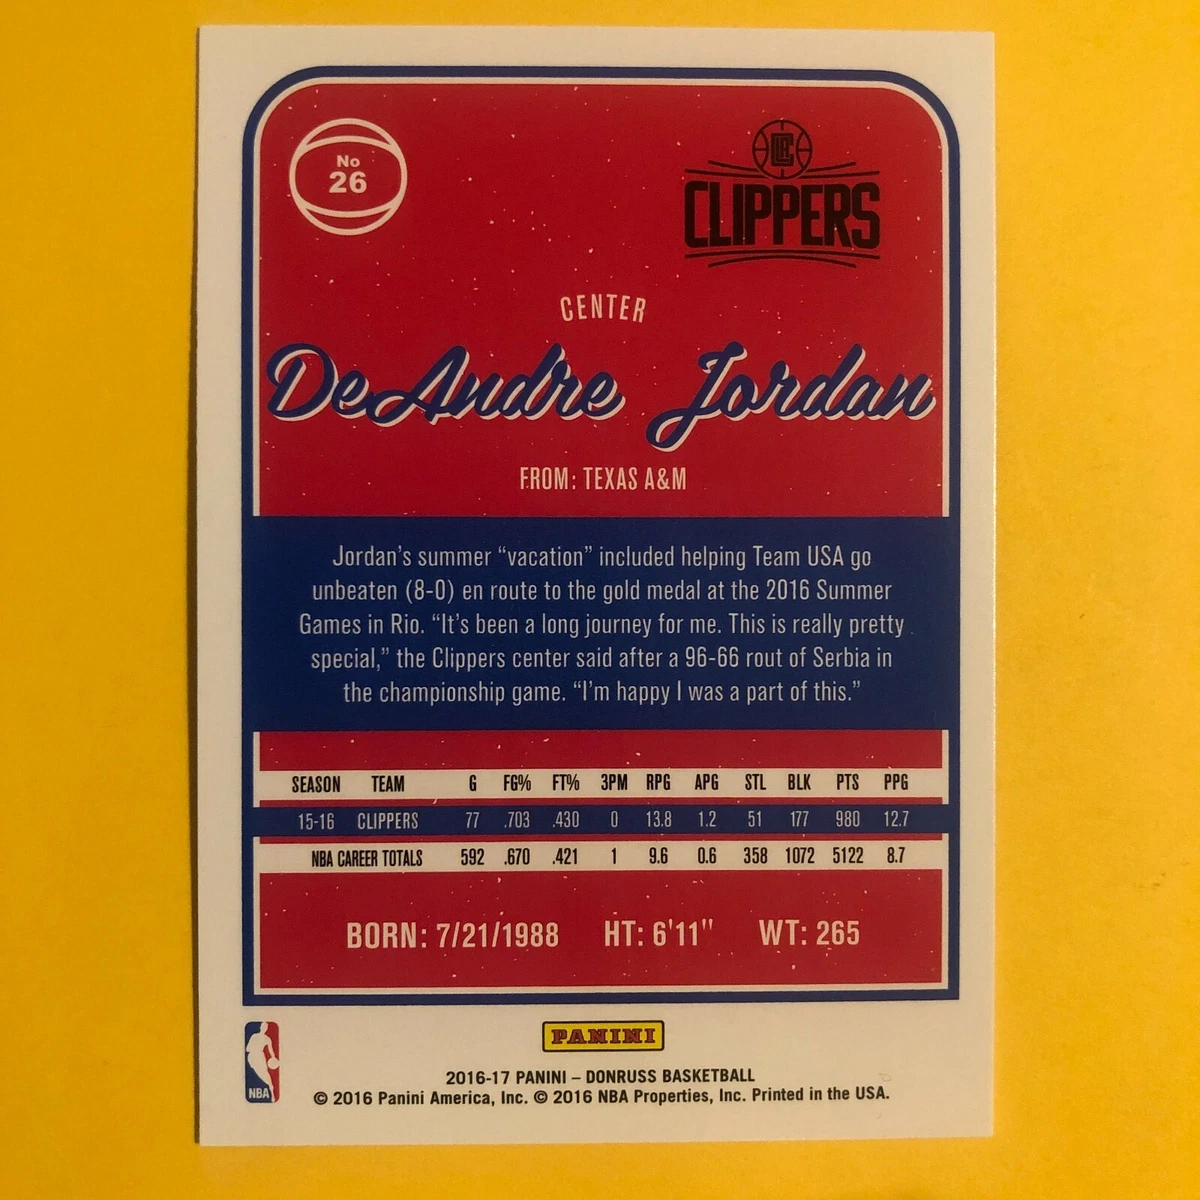 No
26
LAC
CLIPPERS
CENTER
DeAndre Jordan
FROM: TEXAS A&M
Jordan's summer “vacation” included helping Team USA go
unbeaten (8-0) en route to the gold medal at the 2016 Summer
Games in Rio. “It's been a long journey for me. This is really pretty
special,” the Clippers center said after a 96-66 rout of Serbia in
the championship game. “I'm happy I was a part of this.”
SEASON TEAM G FG% FT% 3PM RPG APG STL BLK PTS PPG
15-16 CLIPPERS 77 .703 .430 0 13.8 1.2 51 177 980 12.7
NBA CAREER TOTALS 592 .670 .421 1 9.6 0.6 358 1072 5122 8.7
BORN: 7/21/1988 HT: 6'11" WT: 265
NBA
PANINI
2016-17 PANINI – DONRUSS BASKETBALL
© 2016 Panini America, Inc. © 2016 NBA Properties, Inc. Printed in the USA.